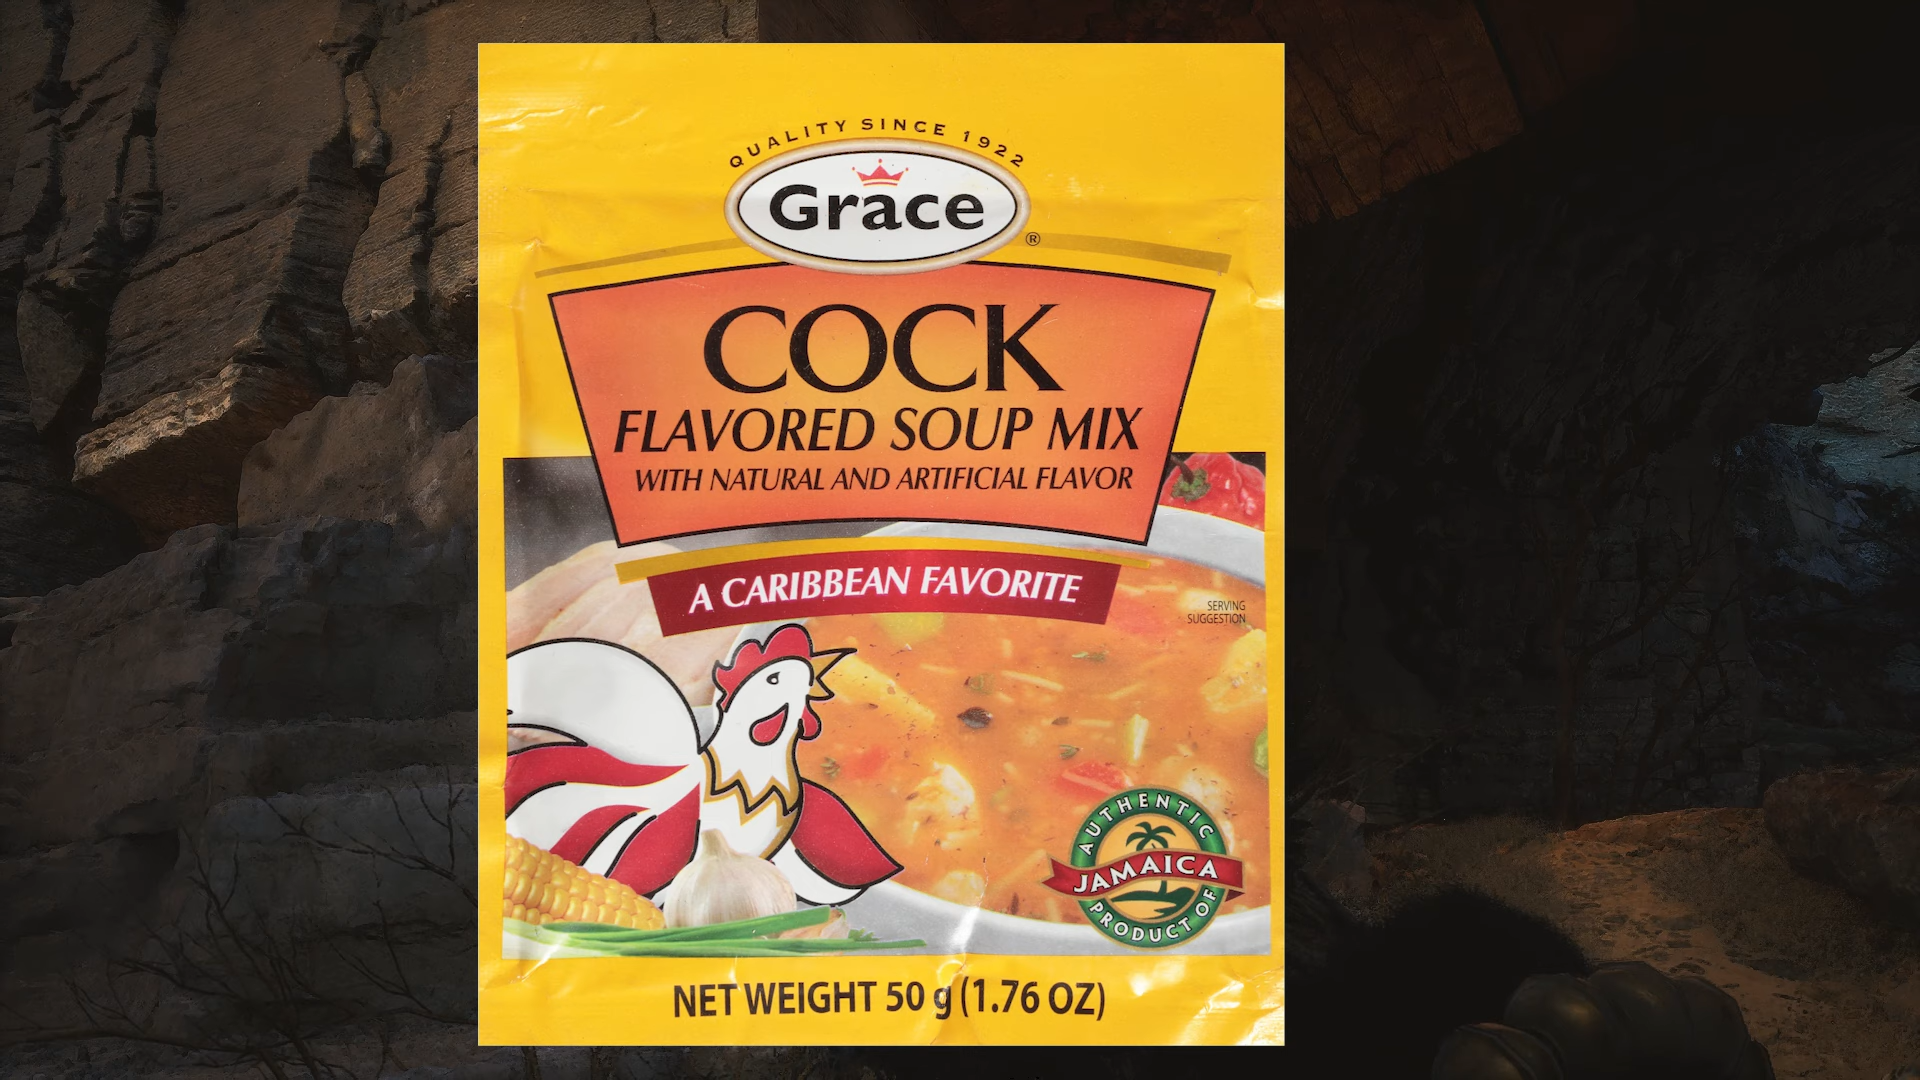 QUALITY SINCE 1922
Grace
®
COCK
FLAVORED SOUP MIX
WITH NATURAL AND ARTIFICIAL FLAVOR
A CARIBBEAN FAVORITE
SERVING
SUGGESTION
AUTHENTIC
JAMAICA
PRODUCT OF
NET WEIGHT 50 g (1.76 OZ)